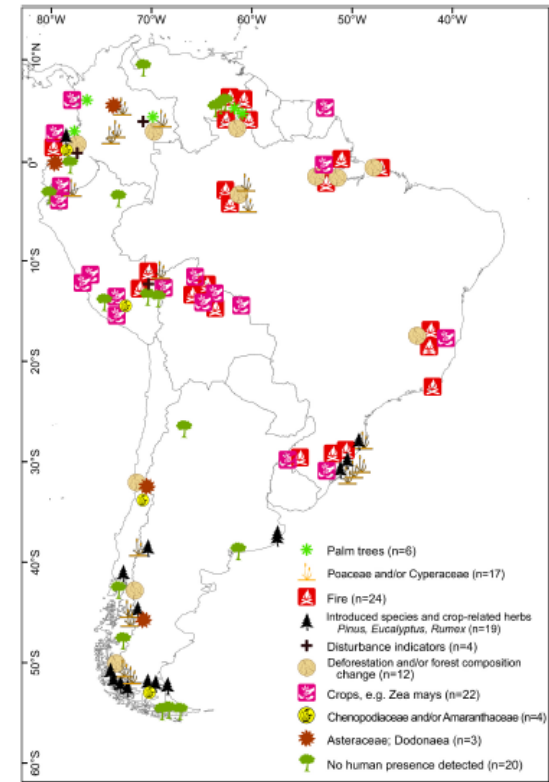 80°W 70°W 60°W 50°W 40°W
10°N
0°
10°S
20°S
30°S
40°S
50°S
60°S
Palm trees (n=6)
Poaceae and/or Cyperaceae (n=17)
Fire (n=24)
Introduced species and crop-related herbs
Pinus, Eucalyptus, Rumex (n=19)
Disturbance indicators (n=4)
Deforestation and/or forest composition
change (n=12)
Crops, e.g. Zea mays (n=22)
Chenopodiaceae and/or Amaranthaceae (n=4)
Asteraceae; Dodonaea (n=3)
No human presence detected (n=20)